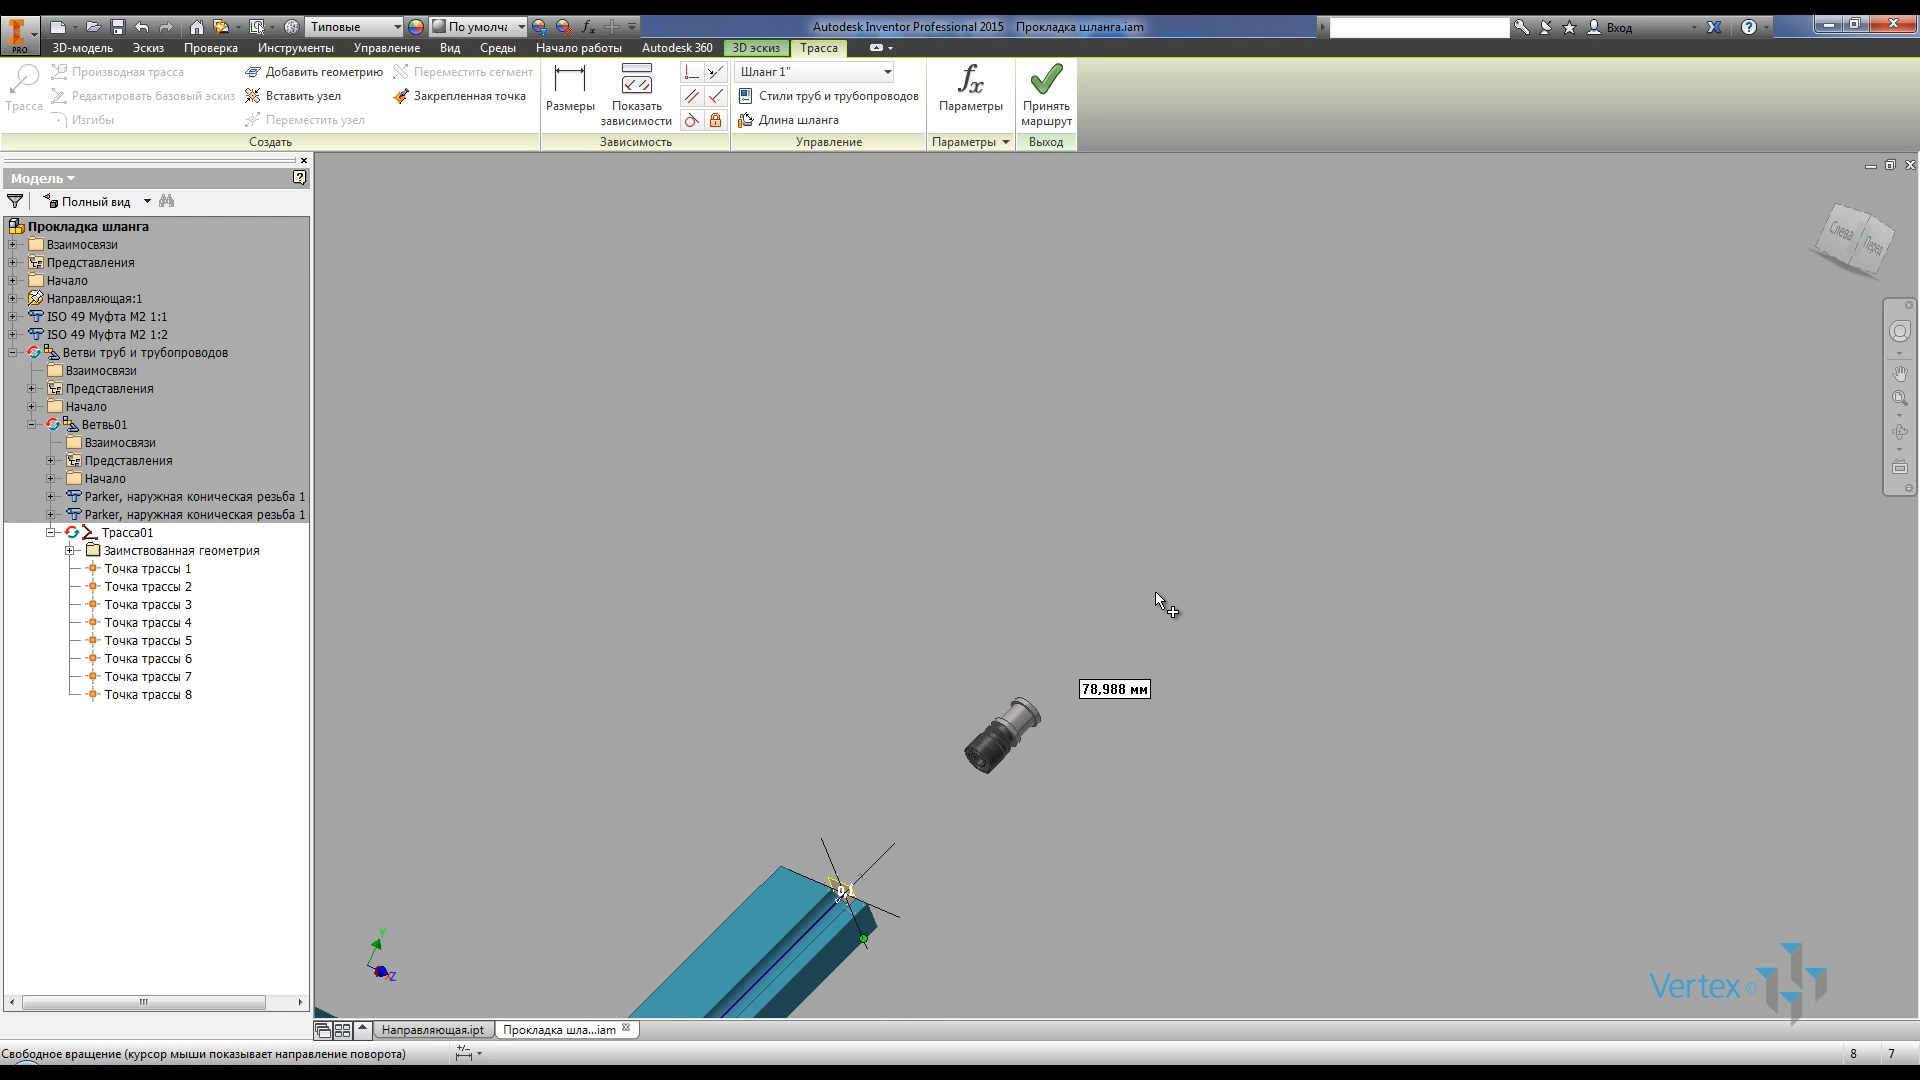 PRO
Типовые
По умолча
Autodesk Inventor Professional 2015 Прокладка шланга.iam
Вход
3D-модель Эскиз Проверка Инструменты Управление Вид Среды Начало работы Autodesk 360 3D эскиз Трасса
Трасса
Производная трасса
Редактировать базовый эскиз
Изгибы
Добавить геометрию
Вставить узел
Переместить узел
Переместить сегмент
Закрепленная точка
Создать
Размеры
Показать
зависимости
Зависимость
Шланг 1"
Стили труб и трубопроводов
Длина шланга
Управление
fx
Параметры
Параметры
Принять
маршрут
Выход
Модель
Полный вид
Прокладка шланга
Взаимосвязи
Представления
Начало
Направляющая:1
ISO 49 Муфта M2 1:1
ISO 49 Муфта M2 1:2
Ветви труб и трубопроводов
Взаимосвязи
Представления
Начало
Ветвь01
Взаимосвязи
Представления
Начало
Parker, наружная коническая резьба 1
Parker, наружная коническая резьба 1
Трасса01
Заимствованная геометрия
Точка трассы 1
Точка трассы 2
Точка трассы 3
Точка трассы 4
Точка трассы 5
Точка трассы 6
Точка трассы 7
Точка трассы 8
Слева
Перед
78,988 мм
Y
Z
Vertex ©
Направляющая.ipt
Прокладка шла...iam
Свободное вращение (курсор мыши показывает направление поворота)
8 7